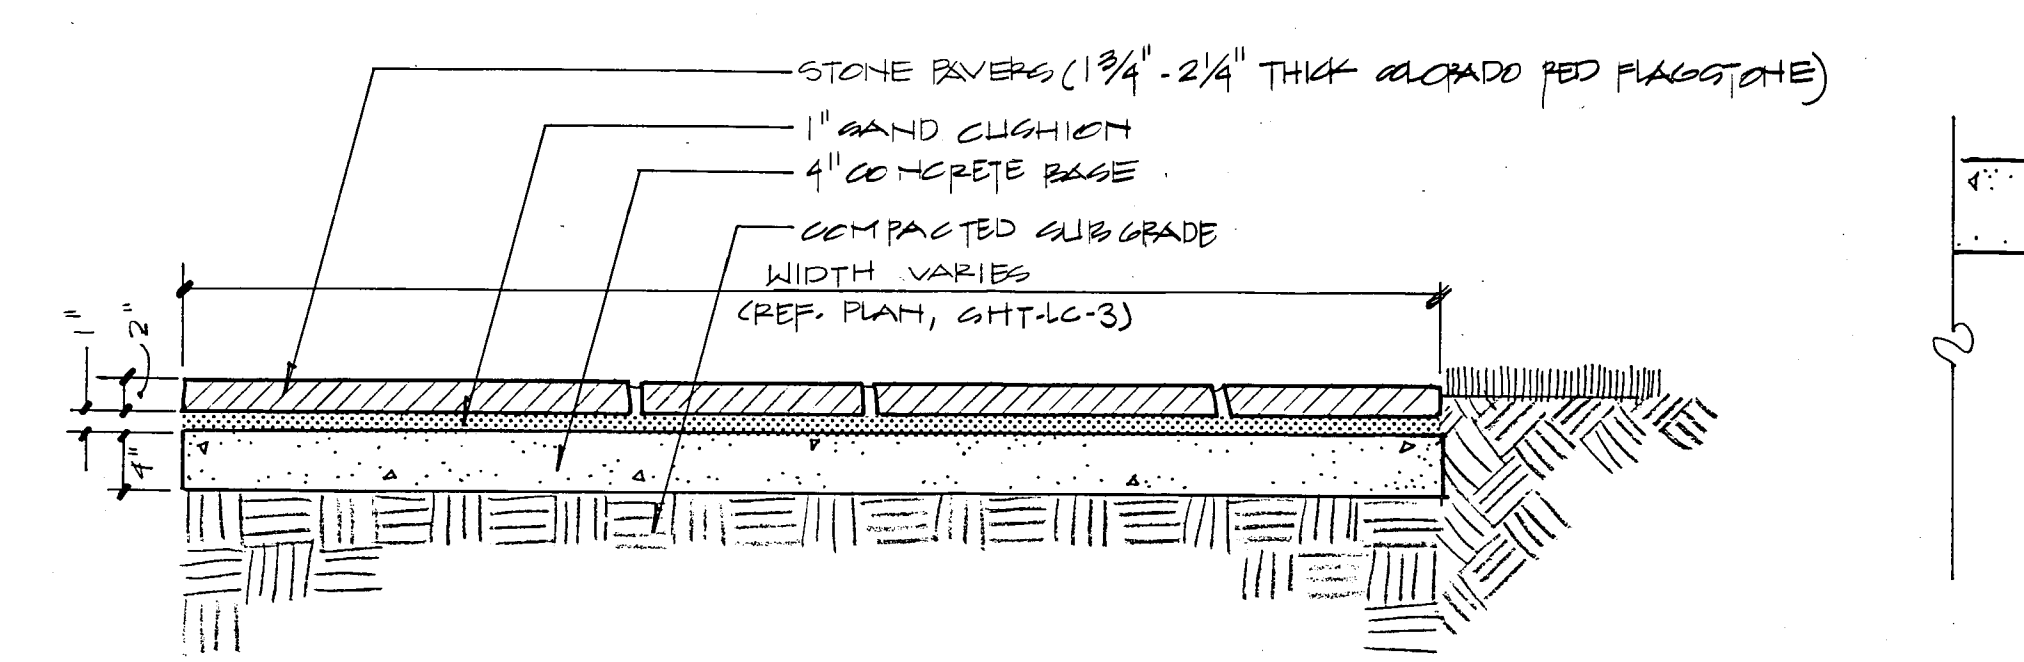 STONE PAVERS (1 3/4" - 2 1/4" THICK COLORADO RED FLAGSTONE)
1" SAND CUSHION
4" CONCRETE BASE
COMPACTED SUBGRADE
WIDTH VARIES
(REF. PLAN, SHT-LC-3)
1"
2"
4"